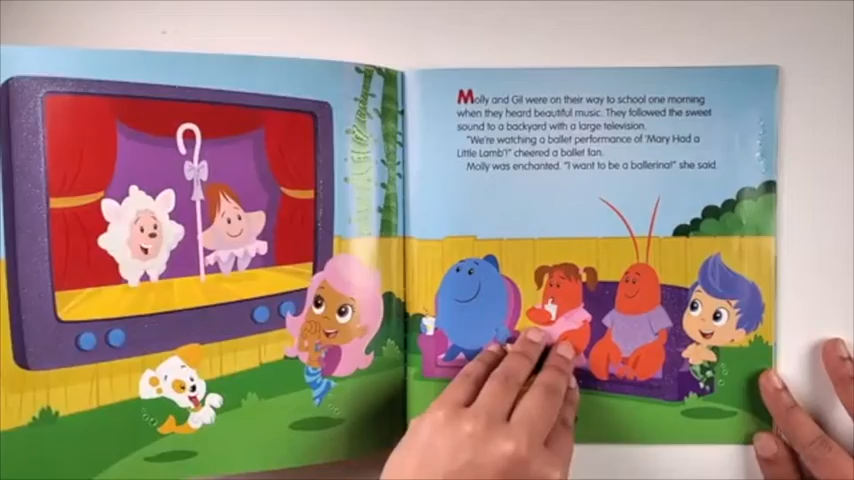 Molly and Gil were on their way to school one morning
when they heard beautiful music. They followed the sweet
sound to a backyard with a large television.
"We're watching a ballet performance of 'Mary Had a
Little Lamb'!" cheered a ballet fan.
Molly was enchanted. "I want to be a ballerina!" she said.